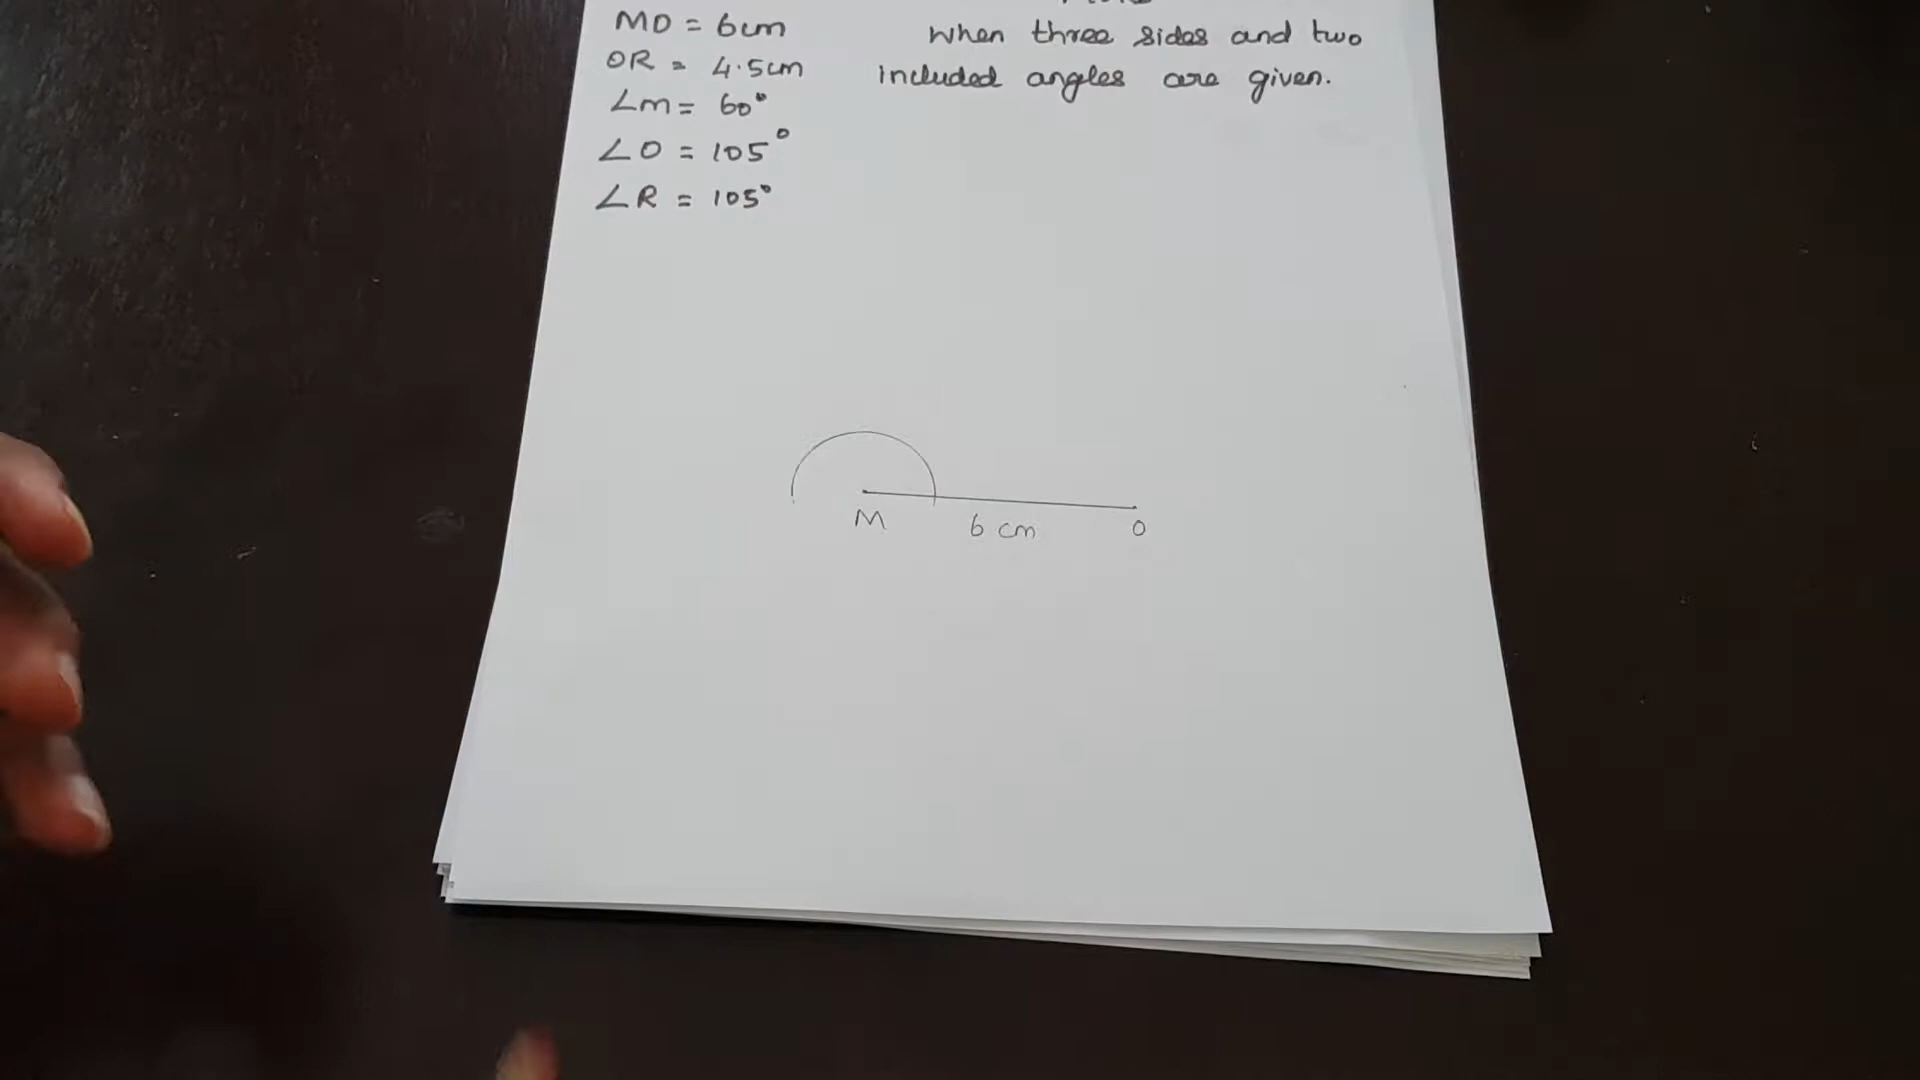 MO = 6cm
OR = 4.5cm
∠m = 60°
∠O = 105°
∠R = 105°
when three sides and two
included angles are given.
M 6 cm O